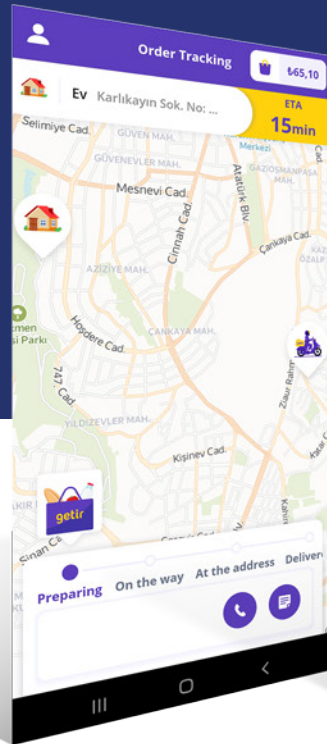 Order Tracking
₺65,10
Ev Karlıkayın Sok. No: ...
ETA
15min
Selimiye Cad.
GÜVEN MAH.
Merkezi
GÜVENEVLER MAH.
GAZİOSMANPAŞA
MAH.
Mesnevi Cad.
Atatürk Blv.
Cinnah Cad.
Çankaya Cad.
AZİZİYE MAH.
Hoşdere Cad.
ÇANKAYA MAH.
747. Cad.
YILDIZEVLER MAH.
Kişinev Cad.
getir
Sinan
Preparing
On the way
At the address